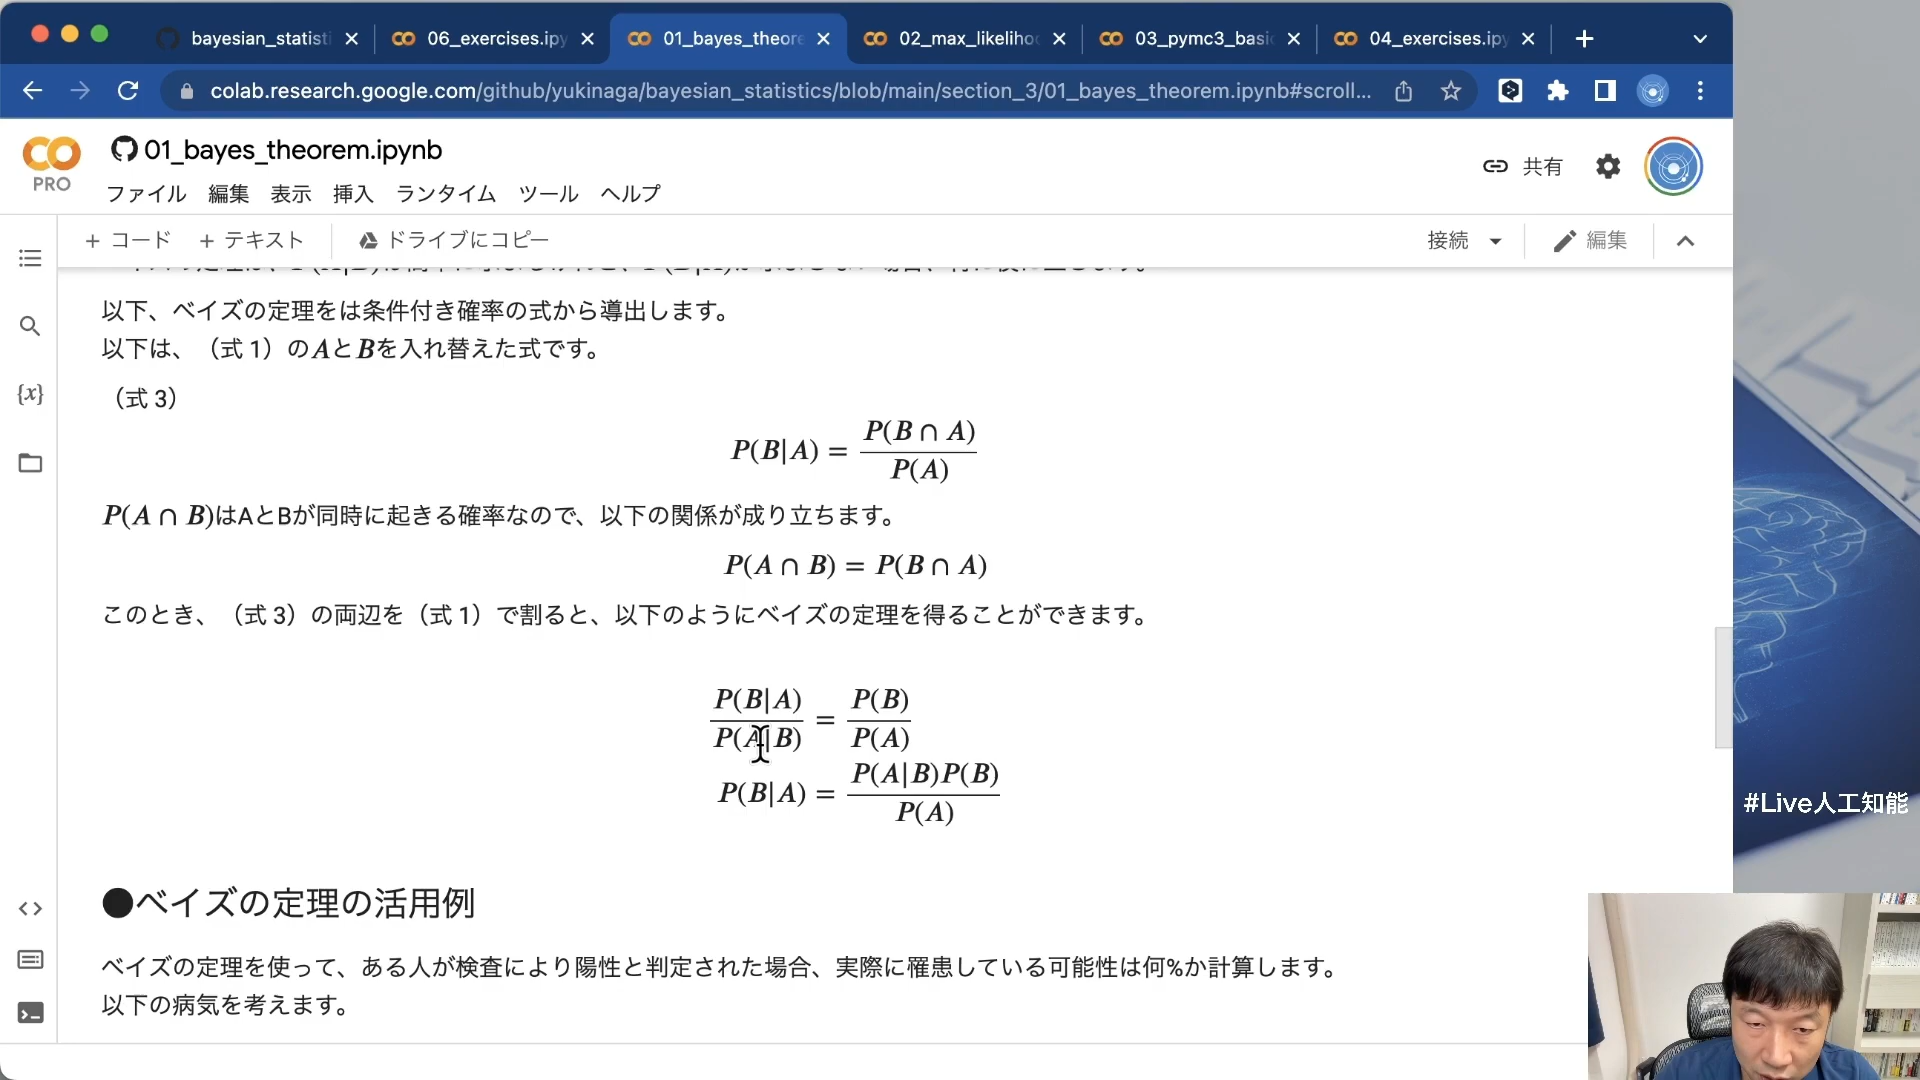 bayesian_statisti
06_exercises.ipy
01_bayes_theore
02_max_likelihoo
03_pymc3_basi
04_exercises.ipy
colab.research.google.com/github/yukinaga/bayesian_statistics/blob/main/section_3/01_bayes_theorem.ipynb#scroll...
PRO
01_bayes_theorem.ipynb
ファイル 編集 表示 挿入 ランタイム ツール ヘルプ
共有
+ コード + テキスト ドライブにコピー
接続 編集
以下、ベイズの定理をは条件付き確率の式から導出します。
以下は、（式 1）のAとBを入れ替えた式です。
（式 3）
P(B|A) = P(B ∩ A) / P(A)
P(A ∩ B)はAとBが同時に起きる確率なので、以下の関係が成り立ちます。
P(A ∩ B) = P(B ∩ A)
このとき、（式 3）の両辺を（式 1）で割ると、以下のようにベイズの定理を得ることができます。
P(B|A) / P(A|B) = P(B) / P(A)
P(B|A) = P(A|B)P(B) / P(A)
●ベイズの定理の活用例
ベイズの定理を使って、ある人が検査により陽性と判定された場合、実際に罹患している可能性は何%か計算します。
以下の病気を考えます。
#Live人工知能